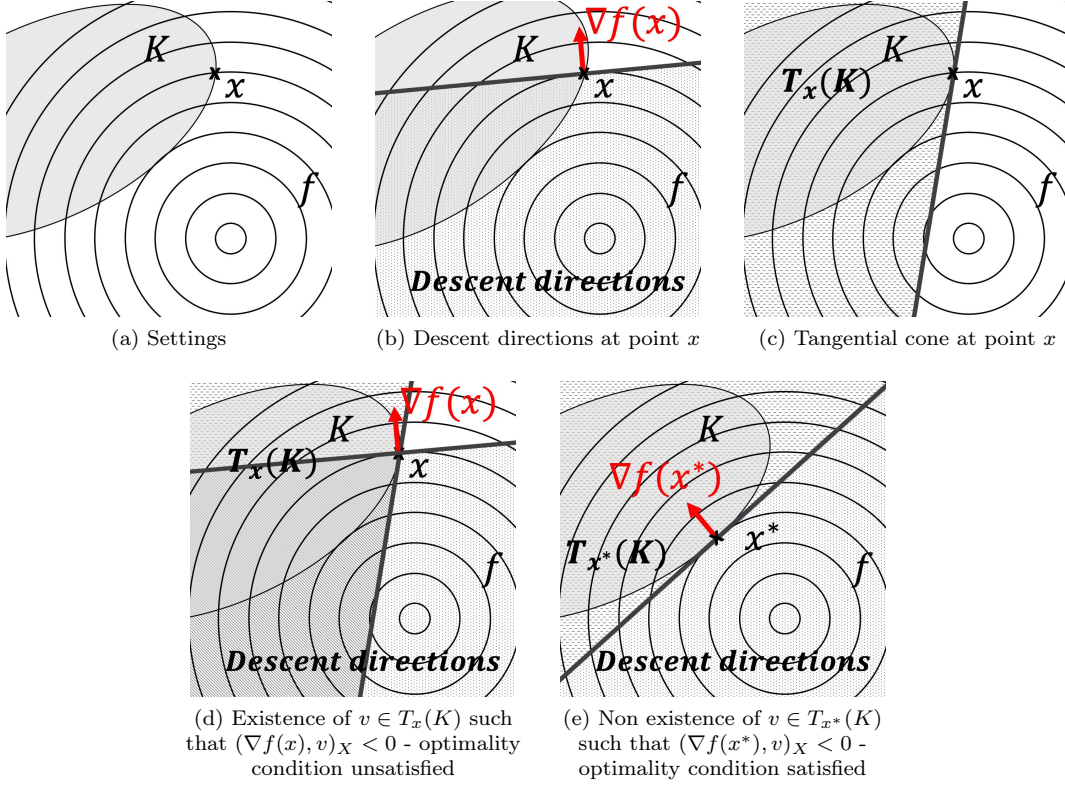 K
x
f
(a) Settings
∇f(x)
K
x
f
Descent directions
(b) Descent directions at point x
K
T_x(K)
x
f
(c) Tangential cone at point x
∇f(x)
K
T_x(K)
x
f
Descent directions
(d) Existence of v ∈ T_x(K) such
that (∇f(x), v)_X < 0 - optimality
condition unsatisfied
K
∇f(x*)
T_{x*}(K)
x*
f
Descent directions
(e) Non existence of v ∈ T_{x*}(K)
such that (∇f(x*), v)_X < 0 -
optimality condition satisfied